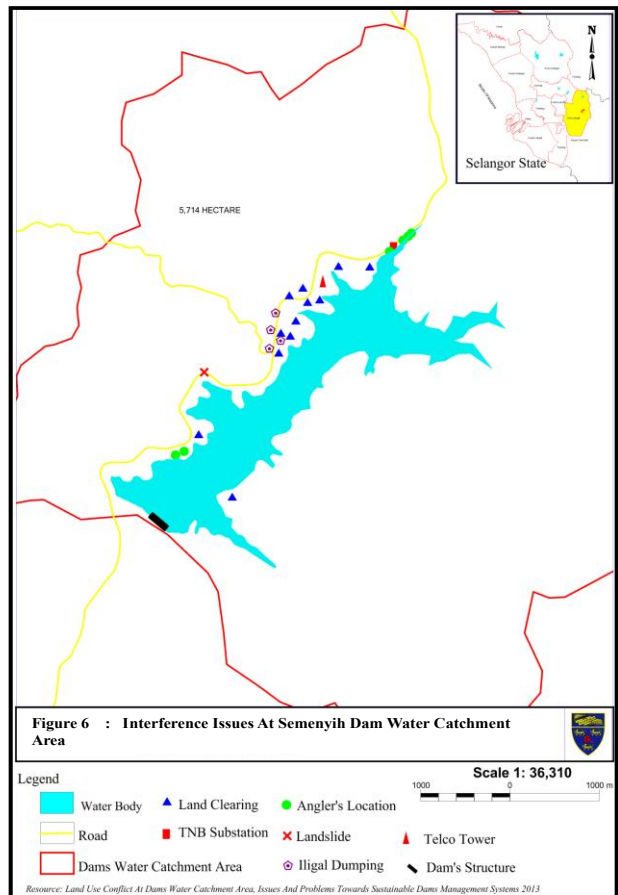 N
Selangor State
5,714 HECTARE
Figure 6 : Interference Issues At Semenyih Dam Water Catchment
Area
Legend
Scale 1: 36,310
1000 0 1000 m
Water Body
Land Clearing
Angler's Location
Road
TNB Substation
Landslide
Telco Tower
Dams Water Catchment Area
Iligal Dumping
Dam's Structure
Resource: Land Use Conflict At Dams Water Catchment Area, Issues And Problems Towards Sustainable Dams Management Systems 2013